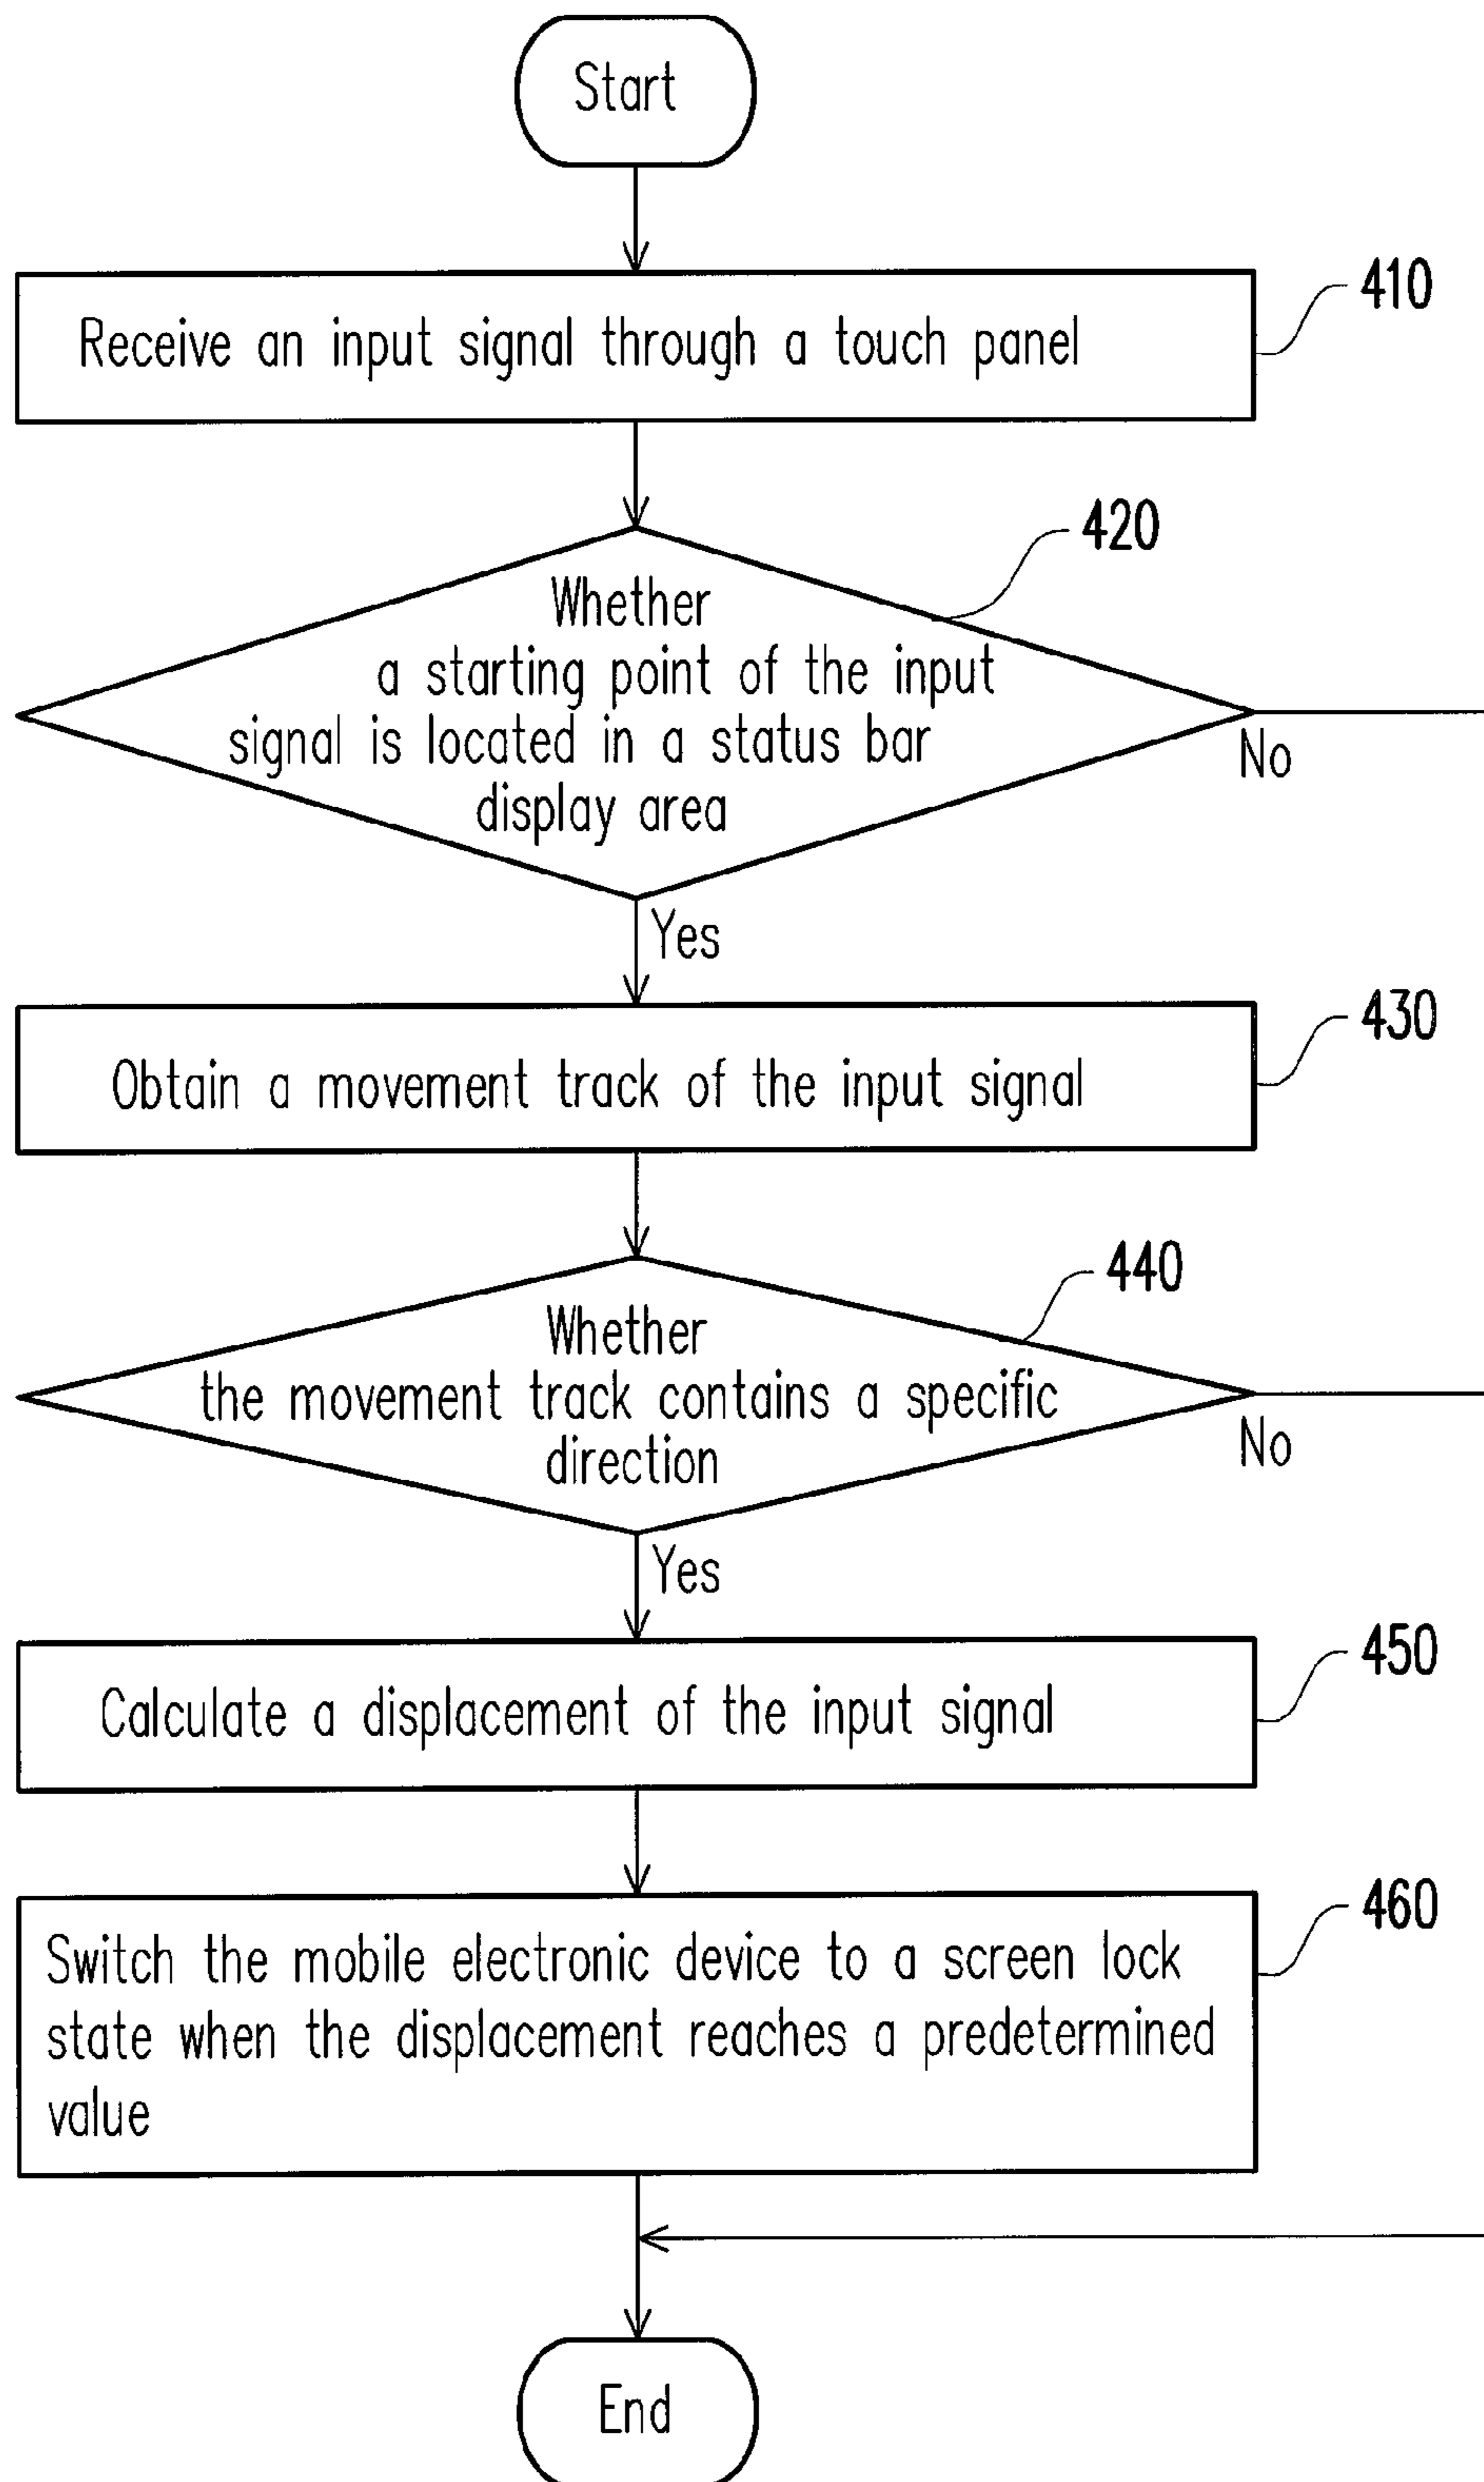 Start
Receive an input signal through a touch panel
410
420
Whether
a starting point of the input
signal is located in a status bar
display area
No
Yes
Obtain a movement track of the input signal
430
440
Whether
the movement track contains a specific
direction
No
Yes
Calculate a displacement of the input signal
450
Switch the mobile electronic device to a screen lock
state when the displacement reaches a predetermined
value
460
End